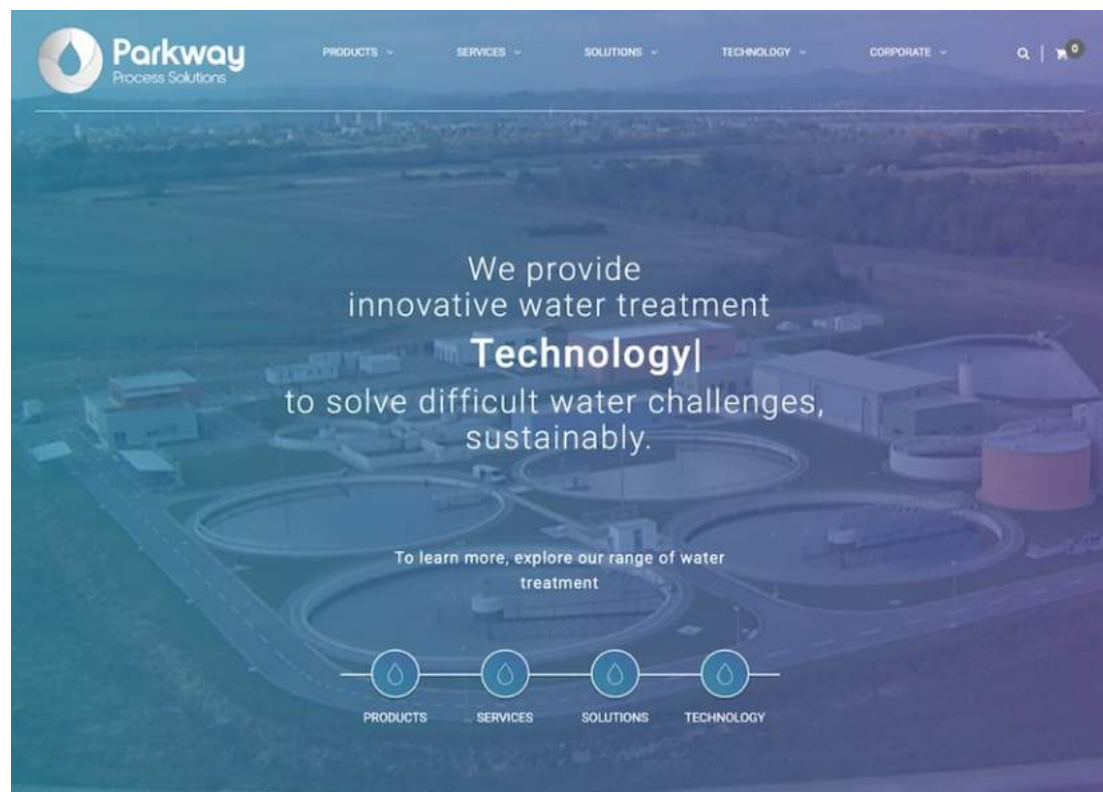 Parkway
Process Solutions
PRODUCTS
SERVICES
SOLUTIONS
TECHNOLOGY
CORPORATE
0
We provide
innovative water treatment
Technology|
to solve difficult water challenges,
sustainably.
To learn more, explore our range of water
treatment
PRODUCTS
SERVICES
SOLUTIONS
TECHNOLOGY